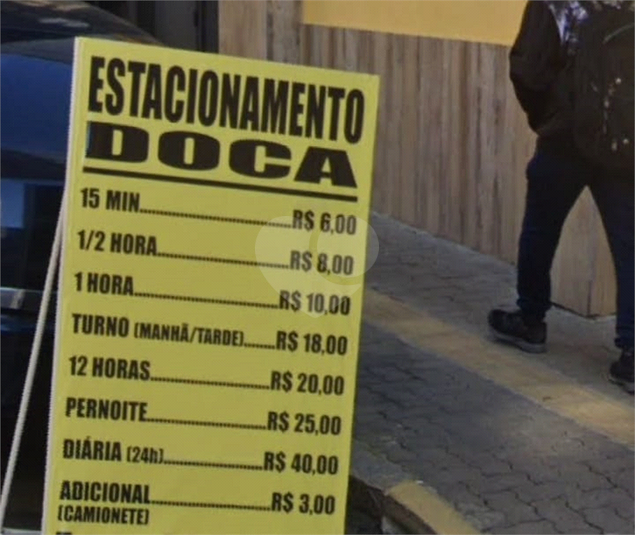 ESTACIONAMENTO
DOCA
15 MIN........................R$ 6,00
1/2 HORA.....................R$ 8,00
1 HORA.......................R$ 10,00
TURNO (MANHÃ/TARDE)......R$ 18,00
12 HORAS.....................R$ 20,00
PERNOITE.....................R$ 25,00
DIÁRIA (24h)..................R$ 40,00
ADICIONAL....................R$ 3,00
(CAMIONETE)